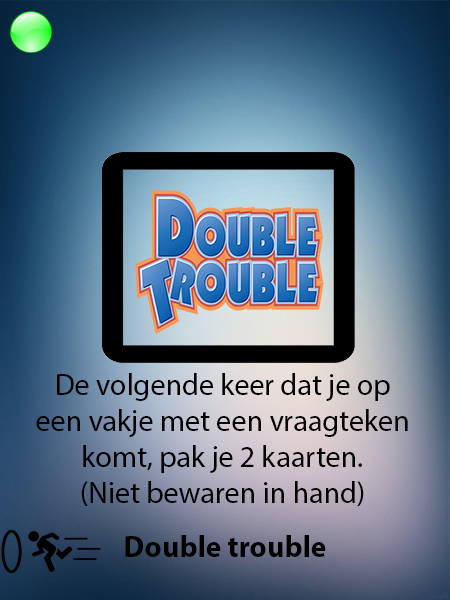 DOUBLE
TROUBLE
De volgende keer dat je op
een vakje met een vraagteken
komt, pak je 2 kaarten.
(Niet bewaren in hand)
Double trouble